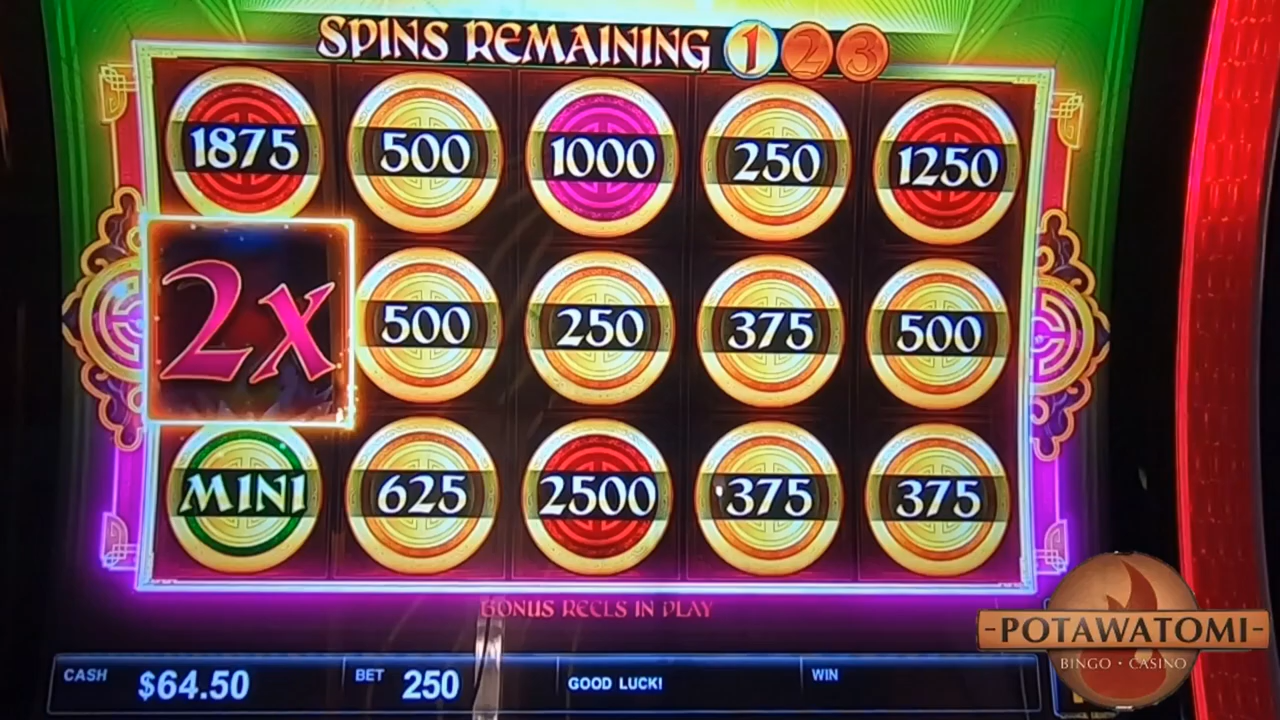 SPINS REMAINING 1 2 3
1875 500 1000 250 1250
2x 500 250 375 500
MINI 625 2500 375 375
BONUS REELS IN PLAY
-POTAWATOMI-
BINGO • CASINO
CASH $64.50 BET 250 GOOD LUCK! WIN